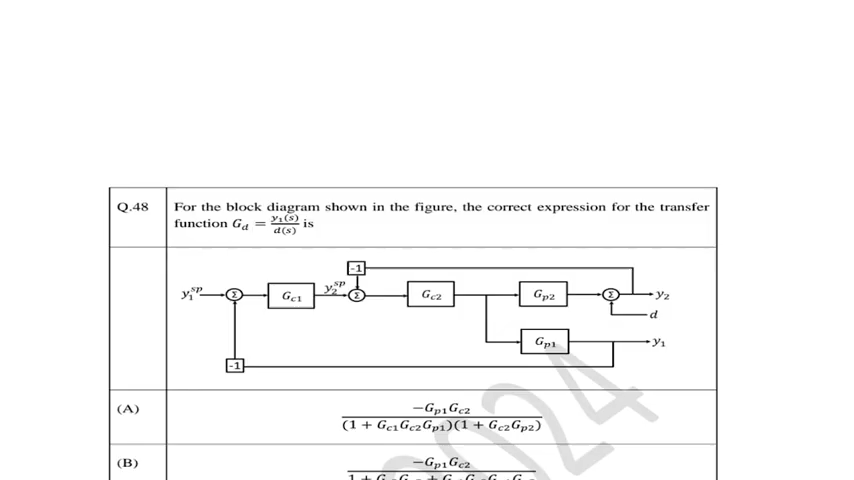 Q.48 For the block diagram shown in the figure, the correct expression for the transfer
function G_d = y_1(s)/d(s) is
-1
y_1^sp Σ G_c1 y_2^sp Σ G_c2 G_p2 Σ y_2
d
G_p1 y_1
-1
(A) −G_p1G_c2
(1 + G_c1G_c2G_p1)(1 + G_c2G_p2)
(B) −G_p1G_c2
2024